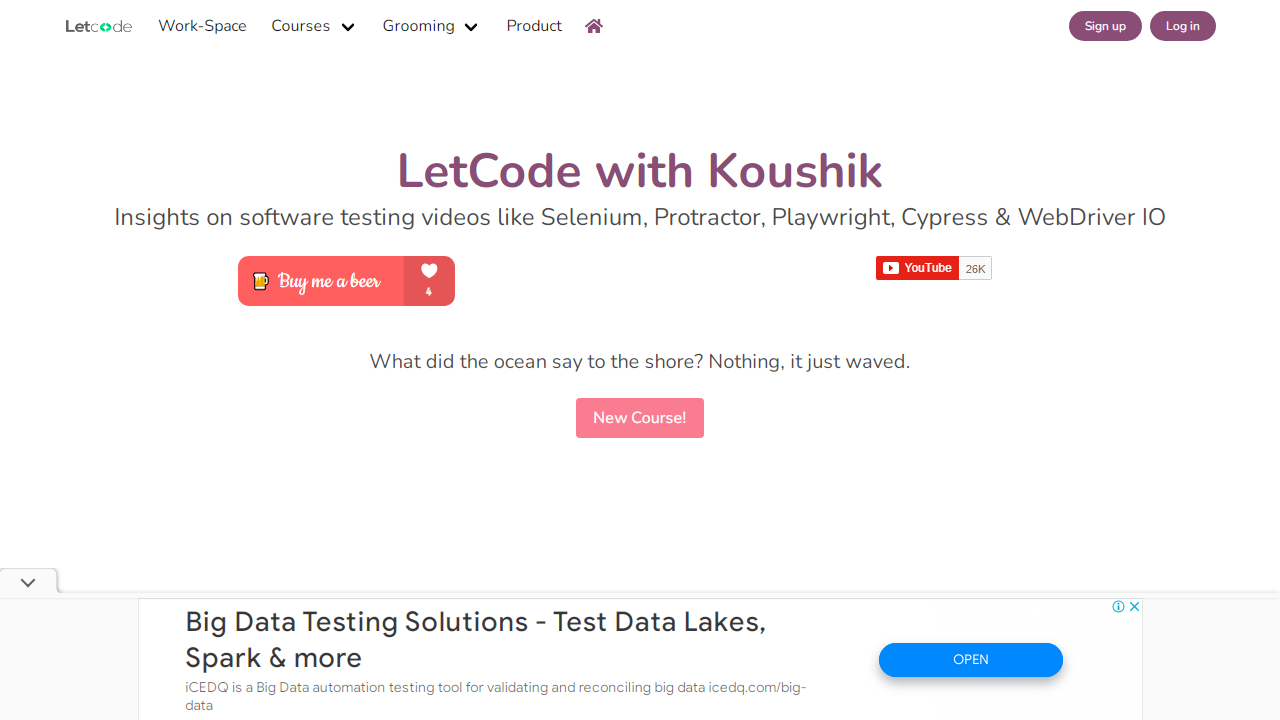 Letcode Work-Space Courses Grooming Product Sign up Log in
LetCode with Koushik
Insights on software testing videos like Selenium, Protractor, Playwright, Cypress & WebDriver IO
Buy me a beer 4
YouTube 26K
What did the ocean say to the shore? Nothing, it just waved.
New Course!
Big Data Testing Solutions - Test Data Lakes,
Spark & more
OPEN
iCEDQ is a Big Data automation testing tool for validating and reconciling big data icedq.com/big-
data